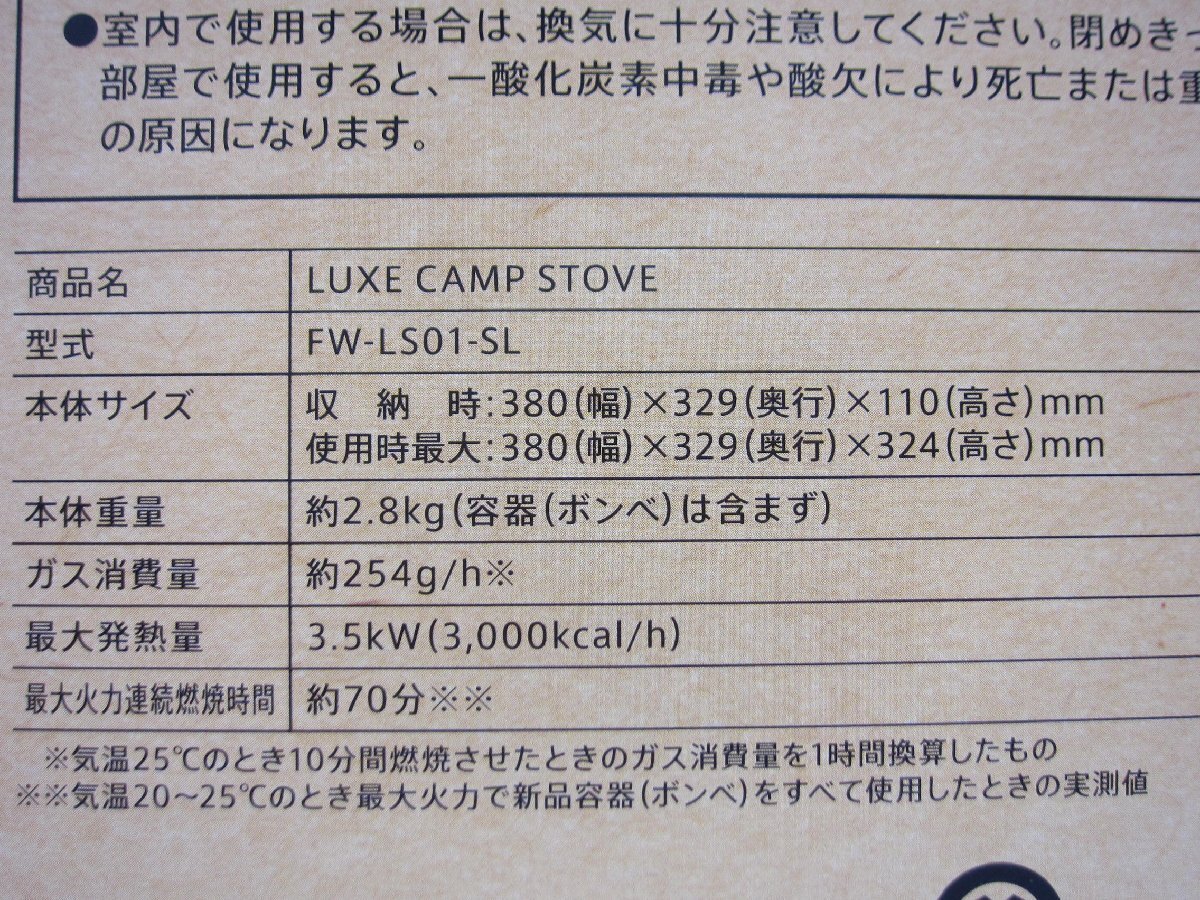 ●室内で使用する場合は、換気に十分注意してください。閉めきっ
部屋で使用すると、一酸化炭素中毒や酸欠により死亡または重
の原因になります。
商品名 LUXE CAMP STOVE
型式 FW-LS01-SL
本体サイズ 収納時:380(幅)×329(奥行)×110(高さ)mm
使用時最大:380(幅)×329(奥行)×324(高さ)mm
本体重量 約2.8kg(容器(ボンベ)は含まず)
ガス消費量 約254g/h※
最大発熱量 3.5kW(3,000kcal/h)
最大火力連続燃焼時間 約70分※※
※気温25℃のとき10分間燃焼させたときのガス消費量を1時間換算したもの
※※気温20〜25℃のとき最大火力で新品容器(ボンベ)をすべて使用したときの実測値